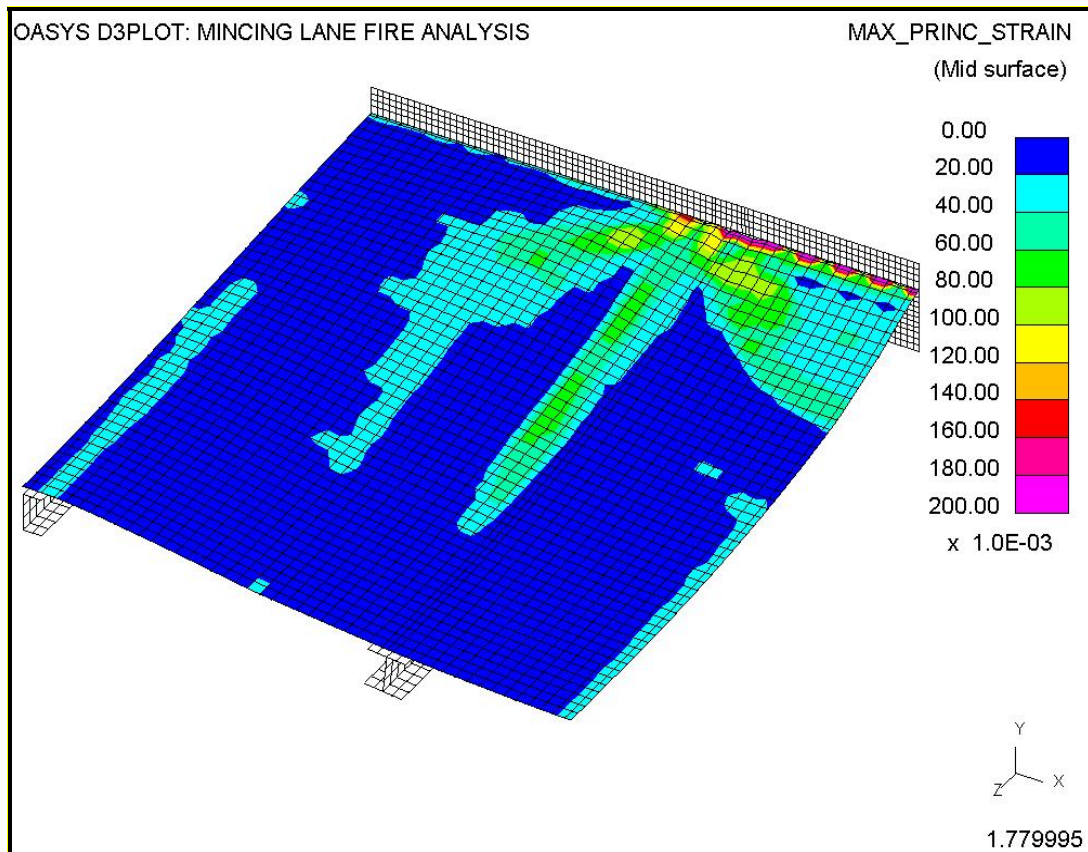 OASYS D3PLOT: MINCING LANE FIRE ANALYSIS
MAX_PRINC_STRAIN
(Mid surface)
0.00
20.00
40.00
60.00
80.00
100.00
120.00
140.00
160.00
180.00
200.00
x 1.0E-03
Y
Z
X
1.779995